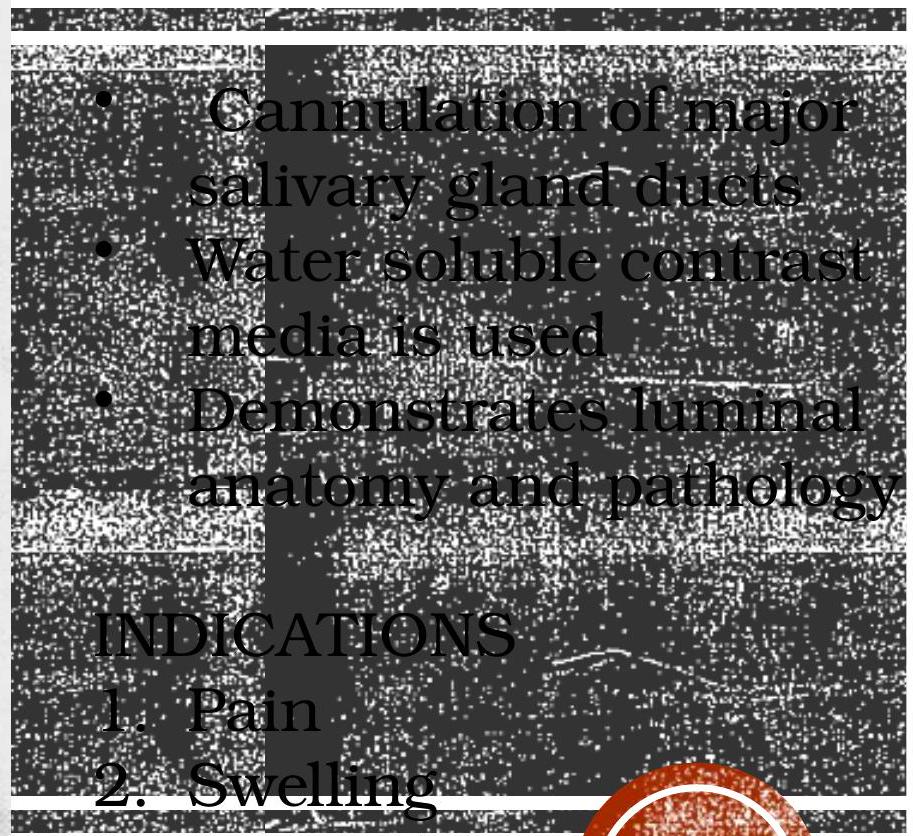 • Cannulation of major
salivary gland ducts
• Water soluble contrast
media is used
• Demonstrates luminal
anatomy and pathology
INDICATIONS
1. Pain
2. Swelling